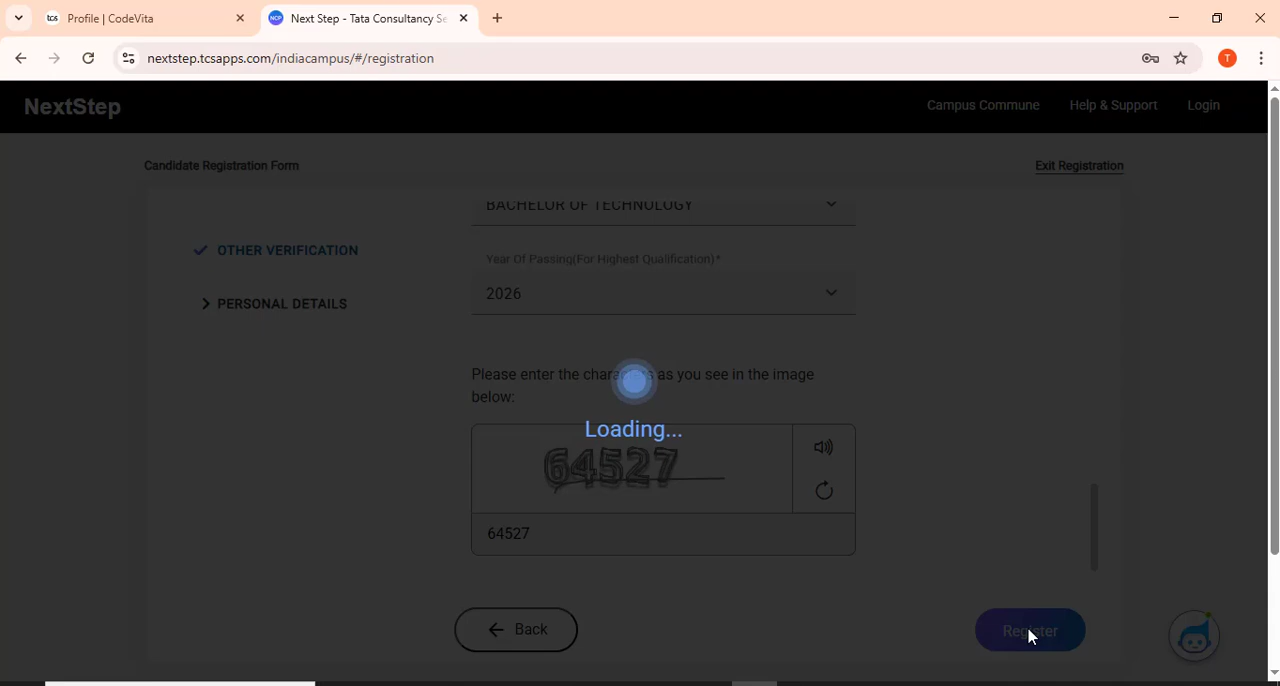 Profile | CodeVita
Next Step - Tata Consultancy Se
nextstep.tcsapps.com/indiacampus/#/registration
T
NextStep
Campus Commune
Help & Support
Login
Candidate Registration Form
Exit Registration
BACHELOR OF TECHNOLOGY
OTHER VERIFICATION
Year Of Passing(For Highest Qualification)*
2026
PERSONAL DETAILS
Please enter the characters as you see in the image
below:
Loading...
64527
64527
Back
Register